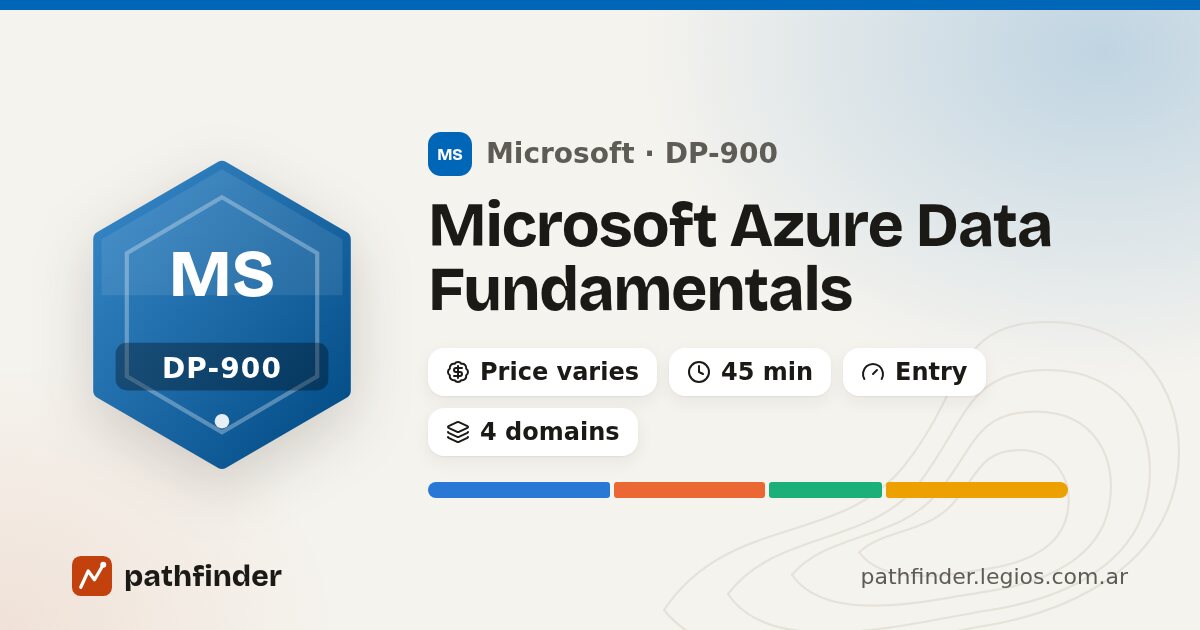 MS
DP-900
MS
Microsoft · DP-900
Microsoft Azure Data
Fundamentals
Price varies
45 min
Entry
4 domains
pathfinder
pathfinder.legios.com.ar